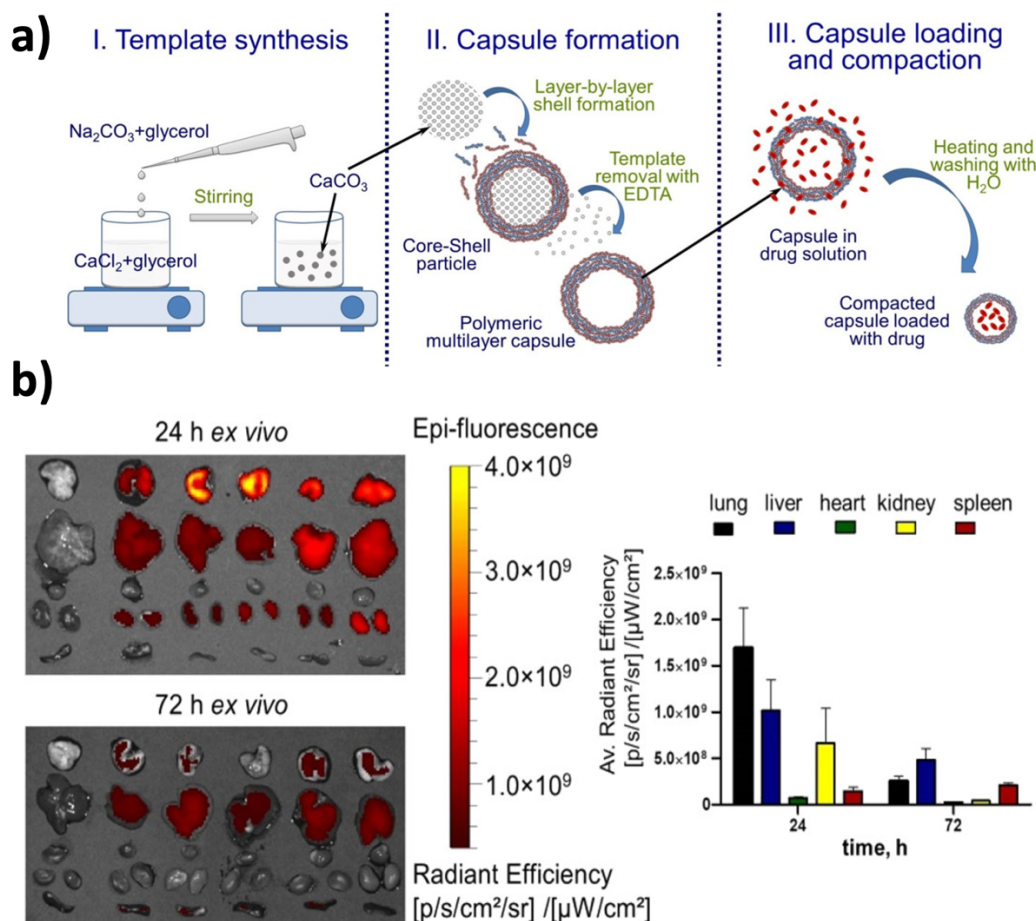 a)
I. Template synthesis
Na₂CO₃+glycerol
Stirring
CaCO₃
CaCl₂+glycerol
II. Capsule formation
Layer-by-layer
shell formation
Template
removal with
EDTA
Core-Shell
particle
Polymeric
multilayer capsule
III. Capsule loading
and compaction
Heating and
washing with
H₂O
Capsule in
drug solution
Compacted
capsule loaded
with drug
b)
24 h ex vivo
72 h ex vivo
Epi-fluorescence
4.0×10⁹
3.0×10⁹
2.0×10⁹
1.0×10⁹
Radiant Efficiency
[p/s/cm²/sr] /[µW/cm²]
lung liver heart kidney spleen
Av. Radiant Efficiency
[p/s/cm²/sr] /[µW/cm²]
2.5×10⁹
2.0×10⁹
1.5×10⁹
1.0×10⁹
5.0×10⁸
0
24 72
time, h